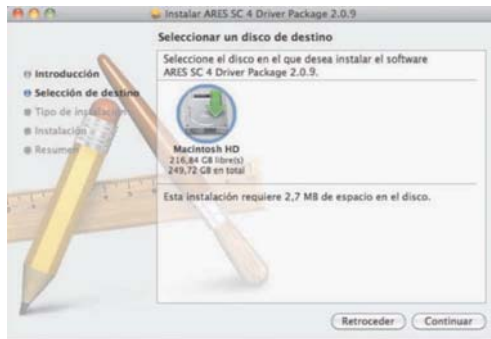 Instalar ARES SC 4 Driver Package 2.0.9
Seleccionar un disco de destino
Introducción
Selección de destino
Tipo de instalación
Instalación
Resumen
Seleccione el disco en el que desea instalar el software
ARES SC 4 Driver Package 2.0.9.
Macintosh HD
216,84 GB libre(s)
249,72 GB en total
Esta instalación requiere 2,7 MB de espacio en el disco.
Retroceder
Continuar